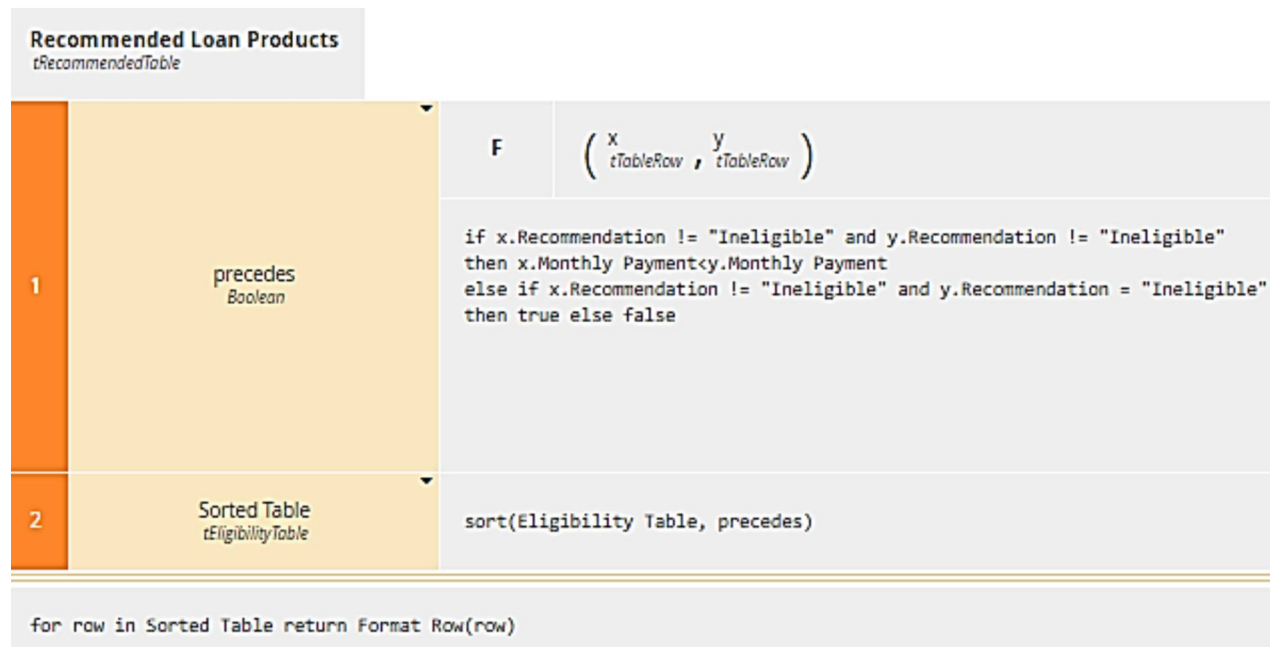 Recommended Loan Products
tRecommendedTable
1
precedes
Boolean
F
( x , y )
tTableRow tTableRow
if x.Recommendation != "Ineligible" and y.Recommendation != "Ineligible"
then x.Monthly Payment<y.Monthly Payment
else if x.Recommendation != "Ineligible" and y.Recommendation = "Ineligible"
then true else false
2
Sorted Table
tEligibilityTable
sort(Eligibility Table, precedes)
for row in Sorted Table return Format Row(row)